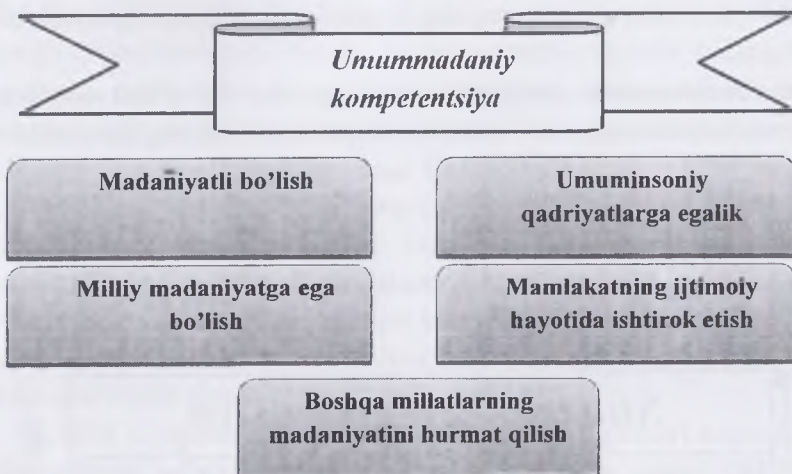 Umummadaniy
kompetentsiya
Madaniyatli bo’lish
Umuminsoniy
qadriyatlarga egalik
Milliy madaniyatga ega
bo’lish
Mamlakatning ijtimoiy
hayotida ishtirok etish
Boshqa millatlarning
madaniyatini hurmat qilish